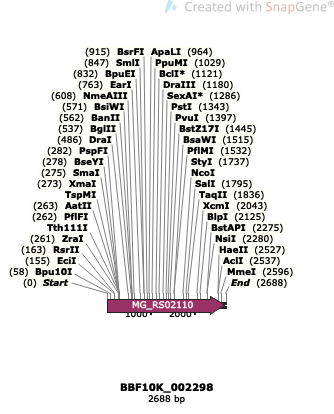 Created with SnapGene®
(915) BsrFI ApaLI (964)
(847) SmlI PpuMI (1029)
(832) BpuEI BclI* (1121)
(763) EarI DraIII (1180)
(608) NmeAIII SexAI* (1286)
(571) BsiWI PstI (1343)
(562) BanII PvuI (1397)
(537) BglII BstZ17I (1445)
(486) DraI BsaWI (1515)
(282) PspFI PflMI (1532)
(278) BseYI StyI (1737)
(275) SmaI NcoI
(273) XmaI SalI (1795)
TspMI TaqII (1836)
(263) AatII XcmI (2043)
(262) PflFI BlpI (2125)
Tth111I BstAPI (2275)
(261) ZraI NsiI (2280)
(163) RsrII HaeII (2527)
(155) EciI AclI (2537)
(58) Bpu10I MmeI (2596)
(0) Start End (2688)
MG_RS02110
1000 2000
BBF10K_002298
2688 bp